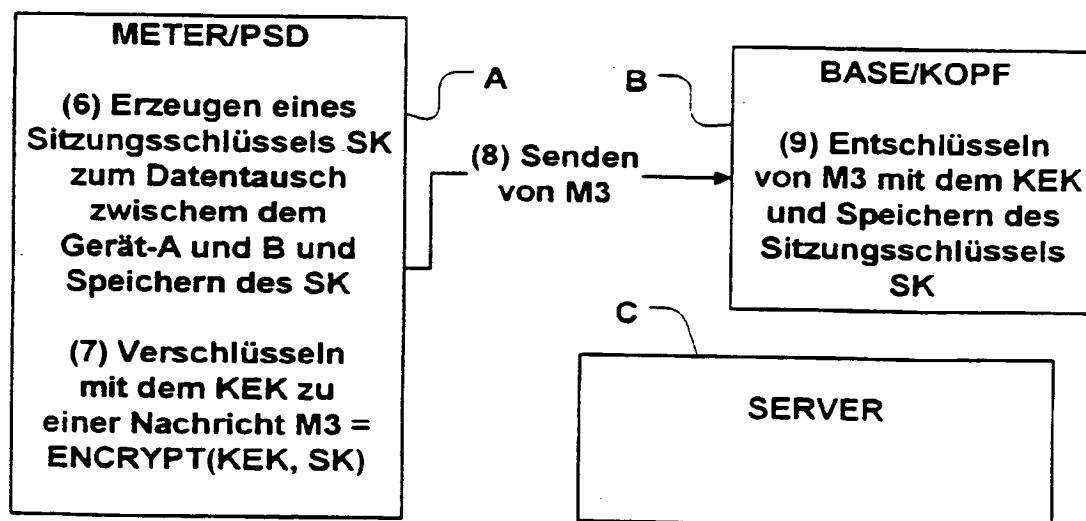 METER/PSD
(6) Erzeugen eines
Sitzungsschlüssels SK
zum Datentausch
zwischem dem
Gerät-A und B und
Speichern des SK
(7) Verschlüsseln
mit dem KEK zu
einer Nachricht M3 =
ENCRYPT(KEK, SK)
A
(8) Senden
von M3
B
BASE/KOPF
(9) Entschlüsseln
von M3 mit dem KEK
und Speichern des
Sitzungsschlüssels
SK
C
SERVER